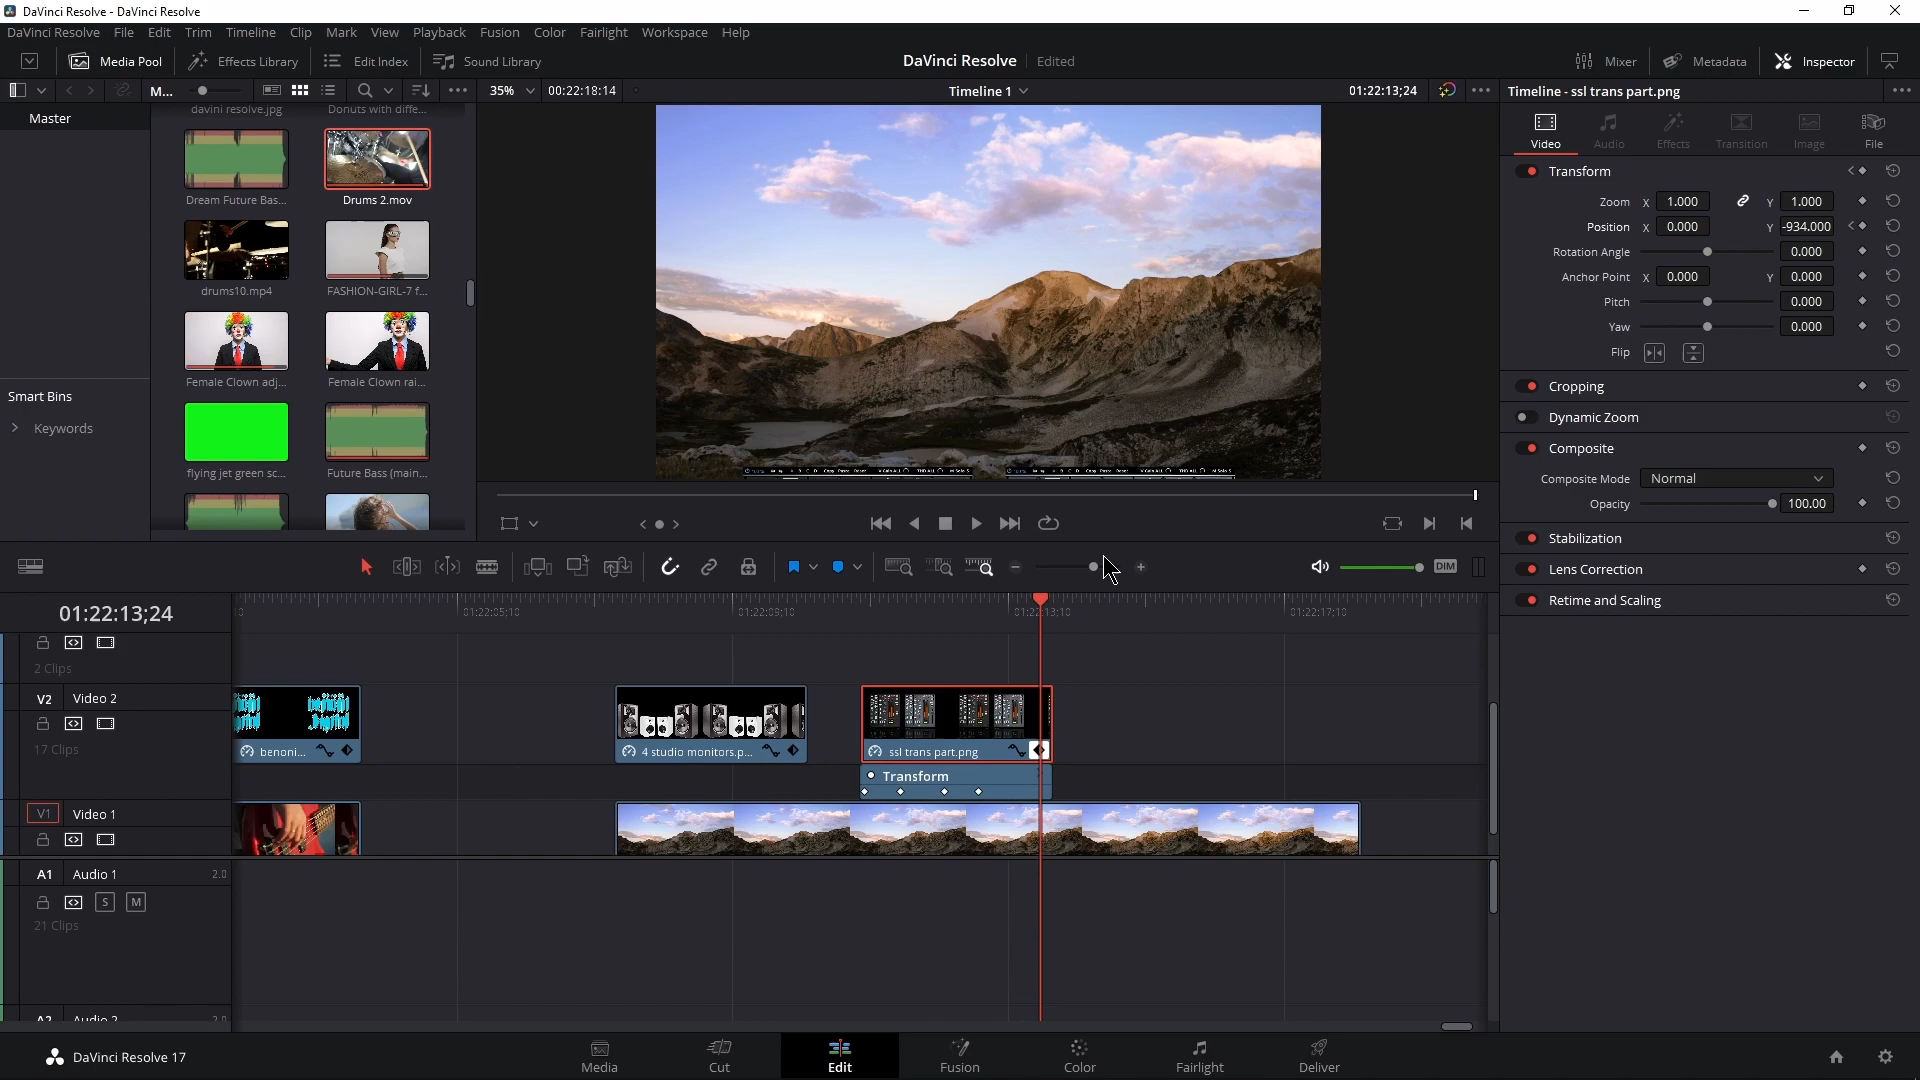 DaVinci Resolve - DaVinci Resolve
DaVinci Resolve File Edit Trim Timeline Clip Mark View Playback Fusion Color Fairlight Workspace Help
Media Pool Effects Library Edit Index Sound Library DaVinci Resolve Edited Mixer Metadata Inspector
M... 35% 00:22:18:14 Timeline 1 01:22:13;24 Timeline - ssl trans part.png
Master
davini resolve.jpg Donuts with diffe...
Dream Future Bas... Drums 2.mov
drums10.mp4 FASHION-GIRL-7 f...
Female Clown adj... Female Clown rai...
flying jet green sc... Future Bass (main...
Smart Bins
Keywords
Video Audio Effects Transition Image File
Transform
Zoom X 1.000 Y 1.000
Position X 0.000 Y -934.000
Rotation Angle 0.000
Anchor Point X 0.000 Y 0.000
Pitch 0.000
Yaw 0.000
Flip
Cropping
Dynamic Zoom
Composite
Composite Mode Normal
Opacity 100.00
Stabilization
Lens Correction
Retime and Scaling
DIM
01:22:13;24 01:22:05;10 01:22:09;10 01:22:13;10 01:22:17;10
2 Clips
V2 Video 2
17 Clips
benoni... 4 studio monitors.p... ssl trans part.png
Transform
V1 Video 1
A1 Audio 1 2.0
S M
21 Clips
A2 Audio 2 2.0
DaVinci Resolve 17 Media Cut Edit Fusion Color Fairlight Deliver